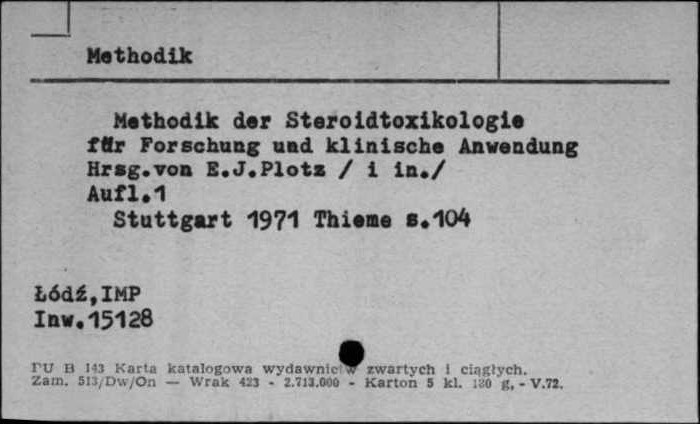 Methodik
Methodik der Steroidtoxikologie
für Forschung und klinische Anwendung
Hrsg.von E.J.Plotz / i in./
Aufl.1
Stuttgart 1971 Thieme s.104
Łódź,IMP
Inw.15128
PU B 143 Karta katalogowa wydawnictw zwartych i ciągłych.
Zam. 513/Dw/On — Wrak 423 - 2.713.000 - Karton 5 kl. 180 g. - V.72.